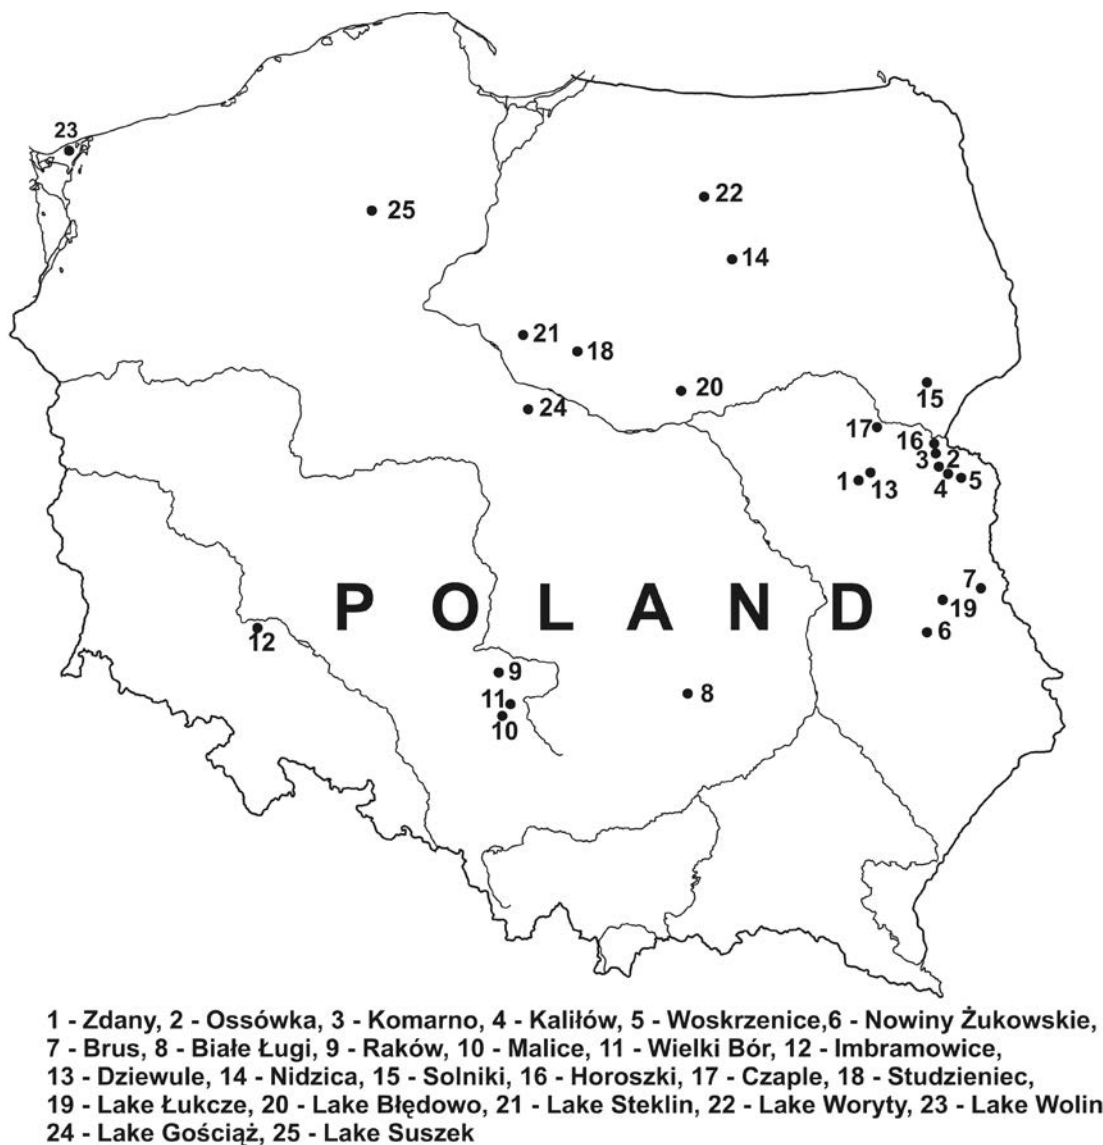 23
25
22
14
21
18
20
24
15
17
16
3 2
1 13 4 5
P O L A N D
7
19
12
6
9
8
11
10
1 - Zdany, 2 - Ossówka, 3 - Komarno, 4 - Kaliłów, 5 - Woskrzenice,6 - Nowiny Żukowskie,
7 - Brus, 8 - Białe Ługi, 9 - Raków, 10 - Malice, 11 - Wielki Bór, 12 - Imbramowice,
13 - Dziewule, 14 - Nidzica, 15 - Solniki, 16 - Horoszki, 17 - Czaple, 18 - Studzieniec,
19 - Lake Łukcze, 20 - Lake Błędowo, 21 - Lake Steklin, 22 - Lake Woryty, 23 - Lake Wolin
24 - Lake Gościąż, 25 - Lake Suszek